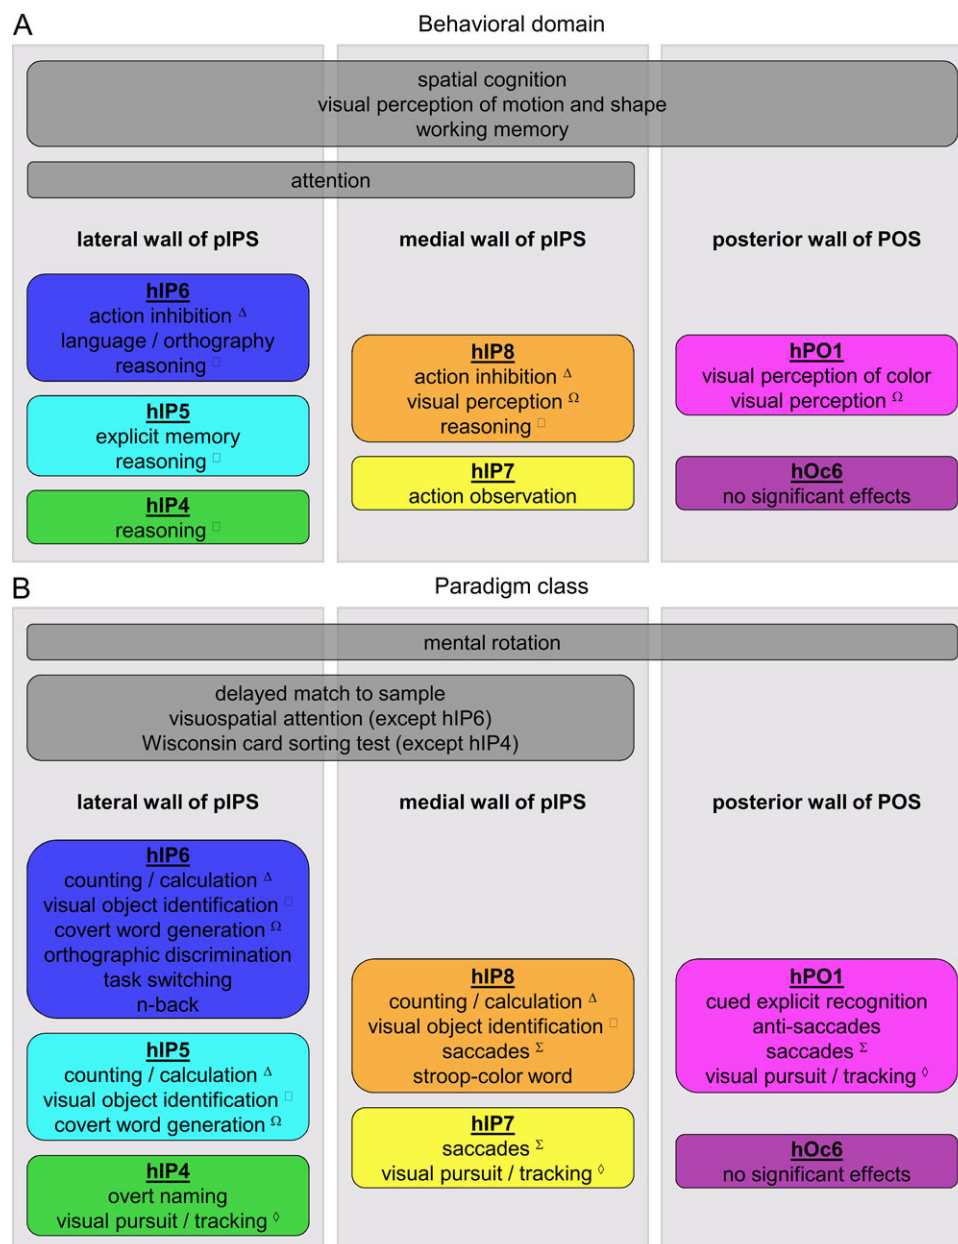 A
Behavioral domain
spatial cognition
visual perception of motion and shape
working memory
attention
lateral wall of pIPS
medial wall of pIPS
posterior wall of POS
hIP6
action inhibition Δ
language / orthography
reasoning □
hIP5
explicit memory
reasoning □
hIP4
reasoning □
hIP8
action inhibition Δ
visual perception Ω
reasoning □
hIP7
action observation
hPO1
visual perception of color
visual perception Ω
hOc6
no significant effects
B
Paradigm class
mental rotation
delayed match to sample
visuospatial attention (except hIP6)
Wisconsin card sorting test (except hIP4)
lateral wall of pIPS
medial wall of pIPS
posterior wall of POS
hIP6
counting / calculation Δ
visual object identification □
covert word generation Ω
orthographic discrimination
task switching
n-back
hIP5
counting / calculation Δ
visual object identification □
covert word generation Ω
hIP4
overt naming
visual pursuit / tracking ◊
hIP8
counting / calculation Δ
visual object identification □
saccades Σ
stroop-color word
hIP7
saccades Σ
visual pursuit / tracking ◊
hPO1
cued explicit recognition
anti-saccades
saccades Σ
visual pursuit / tracking ◊
hOc6
no significant effects